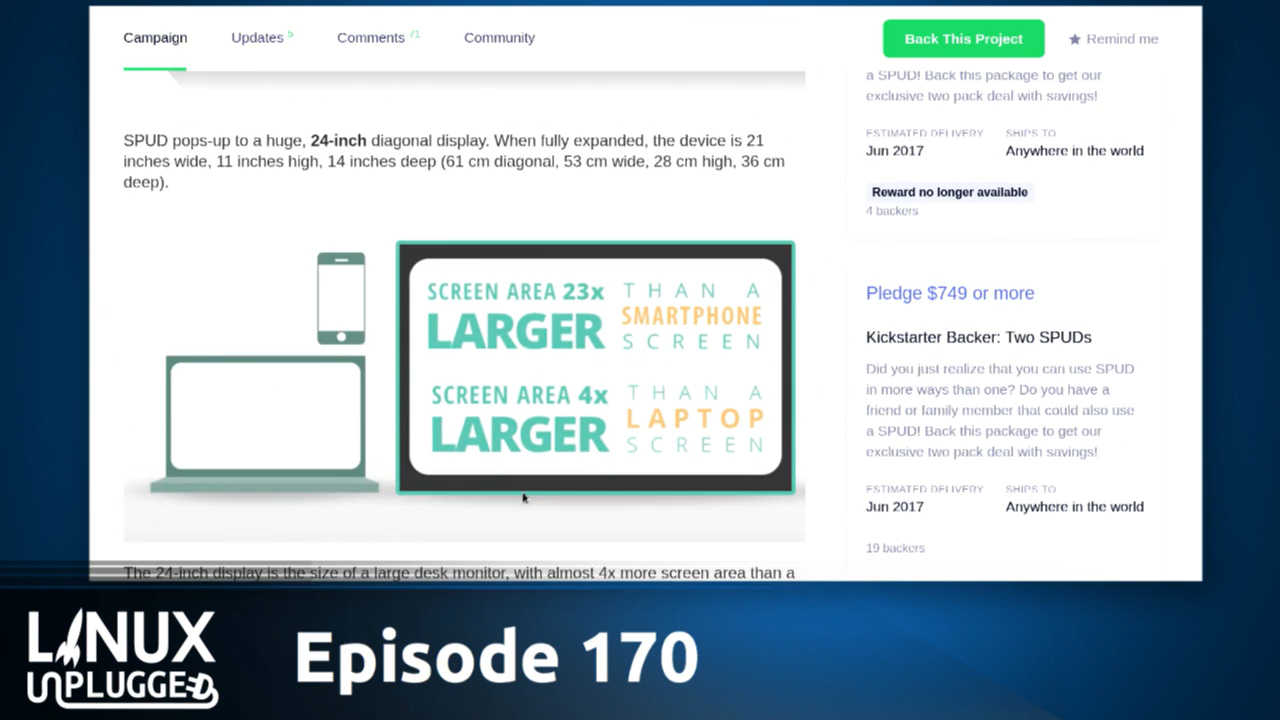 Campaign
Updates 5
Comments 71
Community
Back This Project
Remind me
SPUD pops-up to a huge, 24-inch diagonal display. When fully expanded, the device is 21
inches wide, 11 inches high, 14 inches deep (61 cm diagonal, 53 cm wide, 28 cm high, 36 cm
deep).
SCREEN AREA 23x
LARGER
THAN A
SMARTPHONE
SCREEN
SCREEN AREA 4x
LARGER
THAN A
LAPTOP
SCREEN
The 24-inch display is the size of a large desk monitor, with almost 4x more screen area than a
a SPUD! Back this package to get our
exclusive two pack deal with savings!
ESTIMATED DELIVERY
Jun 2017
SHIPS TO
Anywhere in the world
Reward no longer available
4 backers
Pledge $749 or more
Kickstarter Backer: Two SPUDs
Did you just realize that you can use SPUD
in more ways than one? Do you have a
friend or family member that could also use
a SPUD! Back this package to get our
exclusive two pack deal with savings!
ESTIMATED DELIVERY
Jun 2017
SHIPS TO
Anywhere in the world
19 backers
LINUX
UNPLUGGED
Episode 170